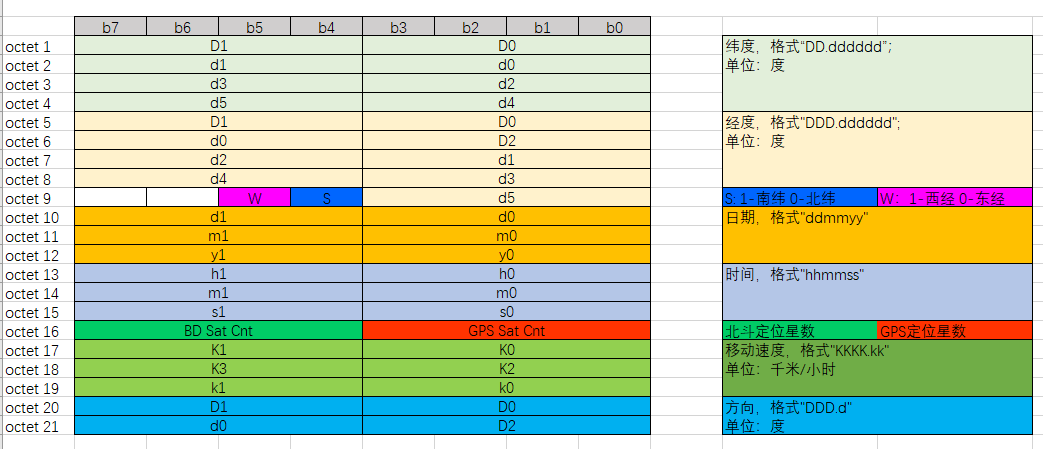 b7 b6 b5 b4 b3 b2 b1 b0
octet 1 D1 D0 纬度，格式“DD.dddddd”;
octet 2 d1 d0 单位：度
octet 3 d3 d2
octet 4 d5 d4
octet 5 D1 D0 经度，格式"DDD.dddddd";
octet 6 d0 D2 单位：度
octet 7 d2 d1
octet 8 d4 d3
octet 9 W S d5 S: 1-南纬 0-北纬 W：1-西经 0-东经
octet 10 d1 d0 日期，格式"ddmmyy"
octet 11 m1 m0
octet 12 y1 y0
octet 13 h1 h0 时间，格式"hhmmss"
octet 14 m1 m0
octet 15 s1 s0
octet 16 BD Sat Cnt GPS Sat Cnt 北斗定位星数 GPS定位星数
octet 17 K1 K0 移动速度，格式"KKKK.kk"
octet 18 K3 K2 单位：千米/小时
octet 19 k1 k0
octet 20 D1 D0 方向，格式"DDD.d"
octet 21 d0 D2 单位：度